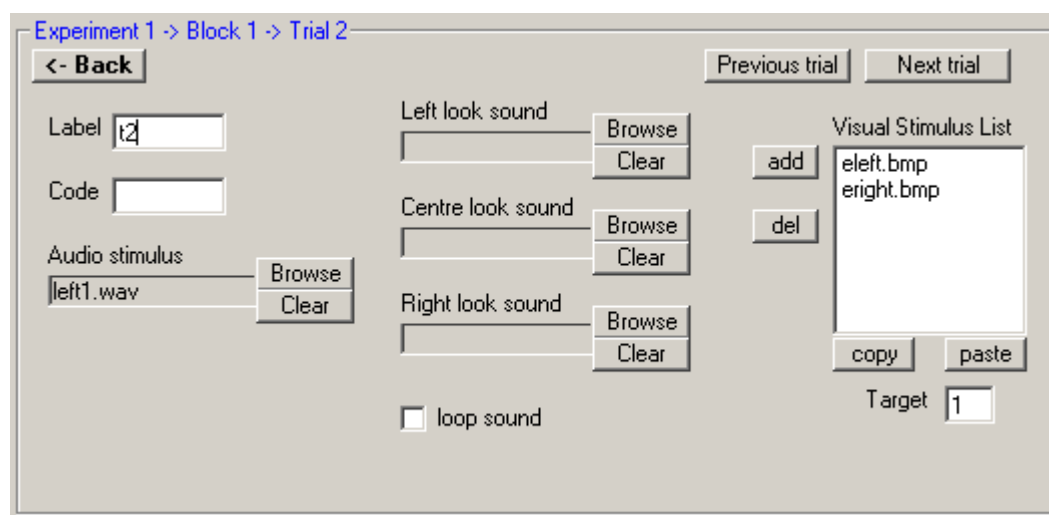 Experiment 1 -> Block 1 -> Trial 2
<- Back
Previous trial
Next trial
Label
t2
Code
Audio stimulus
left1.wav
Browse
Clear
Left look sound
Browse
Clear
Centre look sound
Browse
Clear
Right look sound
Browse
Clear
loop sound
add
del
Visual Stimulus List
eleft.bmp
eright.bmp
copy
paste
Target
1